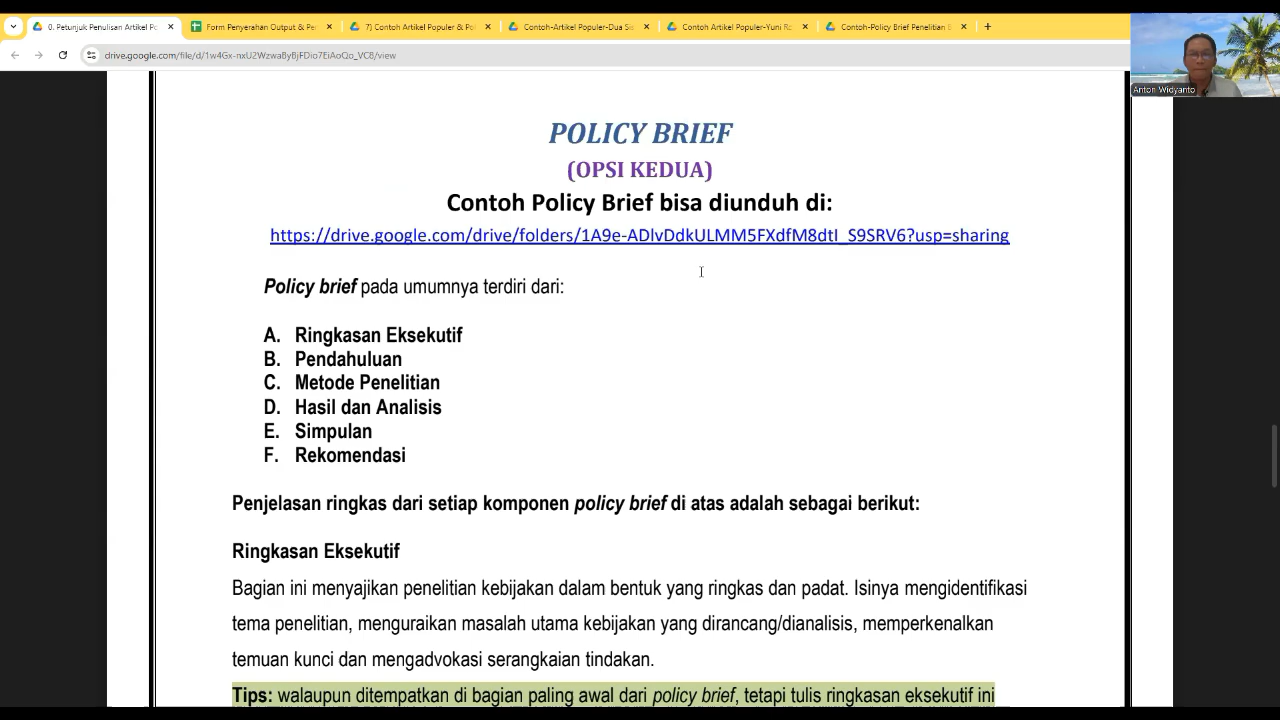 0. Petunjuk Penulisan Artikel Po
Form Penyerahan Output & Pe
7) Contoh Artikel Populer & Pol
Contoh-Artikel Populer-Dua Si
Contoh Artikel Populer-Yuni Ro
Contoh-Policy Brief Penelitian B
drive.google.com/file/d/1w4Gx-nxU2WzwaByBjFDio7EiAoQo_VC8/view
Anton Widyanto
POLICY BRIEF
(OPSI KEDUA)
Contoh Policy Brief bisa diunduh di:
https://drive.google.com/drive/folders/1A9e-ADlvDdkULMM5FXdfM8dtI_S9SRV6?usp=sharing
Policy brief pada umumnya terdiri dari:
A. Ringkasan Eksekutif
B. Pendahuluan
C. Metode Penelitian
D. Hasil dan Analisis
E. Simpulan
F. Rekomendasi
Penjelasan ringkas dari setiap komponen policy brief di atas adalah sebagai berikut:
Ringkasan Eksekutif
Bagian ini menyajikan penelitian kebijakan dalam bentuk yang ringkas dan padat. Isinya mengidentifikasi
tema penelitian, menguraikan masalah utama kebijakan yang dirancang/dianalisis, memperkenalkan
temuan kunci dan mengadvokasi serangkaian tindakan.
Tips: walaupun ditempatkan di bagian paling awal dari policy brief, tetapi tulis ringkasan eksekutif ini